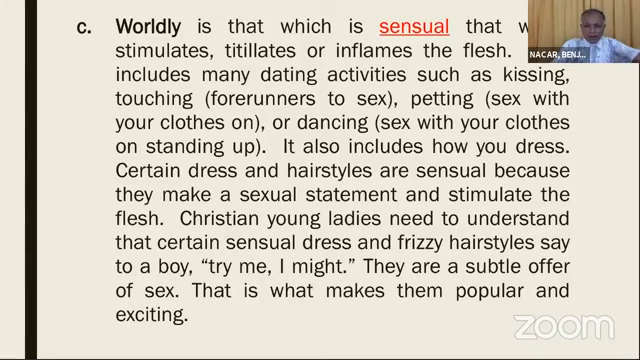 c. Worldly is that which is sensual that w
stimulates, titillates or inflames the flesh.
NACAR, BENJ
includes many dating activities such as kissing,
touching (forerunners to sex), petting (sex with
your clothes on), or dancing (sex with your clothes
on standing up). It also includes how you dress.
Certain dress and hairstyles are sensual because
they make a sexual statement and stimulate the
flesh. Christian young ladies need to understand
that certain sensual dress and frizzy hairstyles say
to a boy, “try me, I might.” They are a subtle offer
of sex. That is what makes them popular and
exciting.
zoom